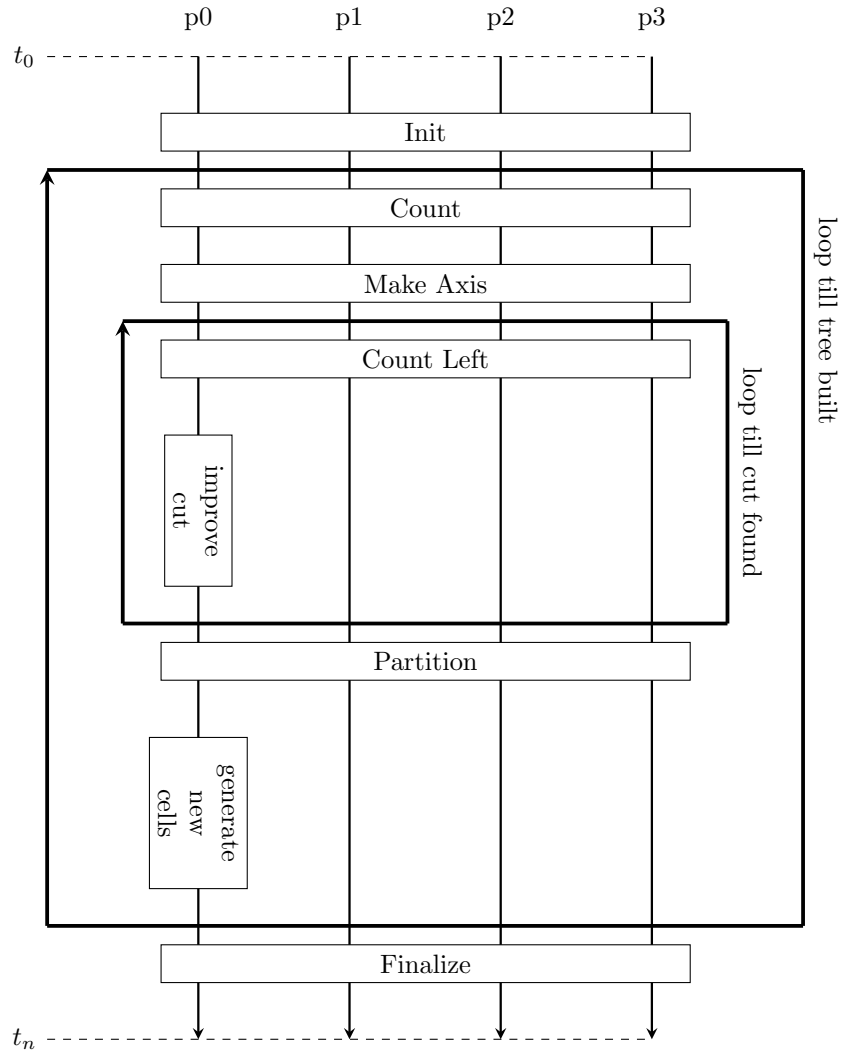 p0 p1 p2 p3
t0
Init
Count
Make Axis
Count Left
improve
cut
loop till cut found
loop till tree built
Partition
generate
new
cells
Finalize
tn